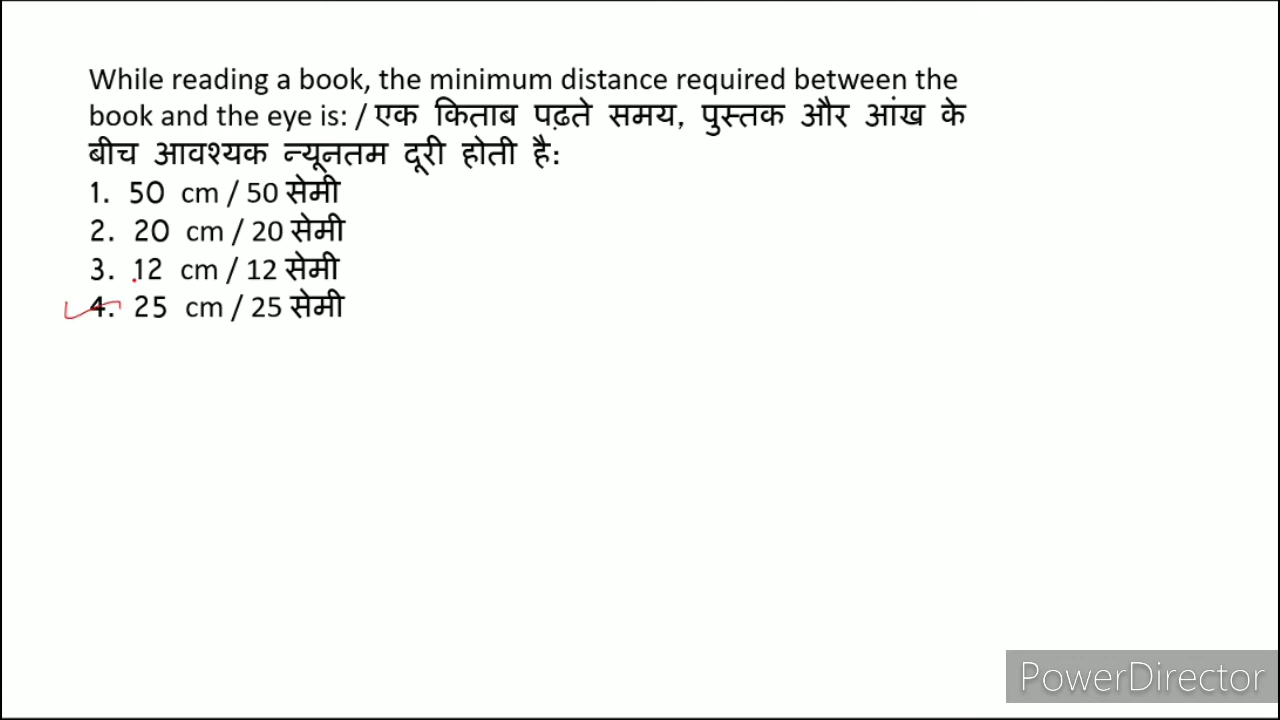 While reading a book, the minimum distance required between the
book and the eye is: / एक किताब पढ़ते समय, पुस्तक और आंख के
बीच आवश्यक न्यूनतम दूरी होती है:
1. 50 cm / 50 सेमी
2. 20 cm / 20 सेमी
3. 12 cm / 12 सेमी
4. 25 cm / 25 सेमी
PowerDirector